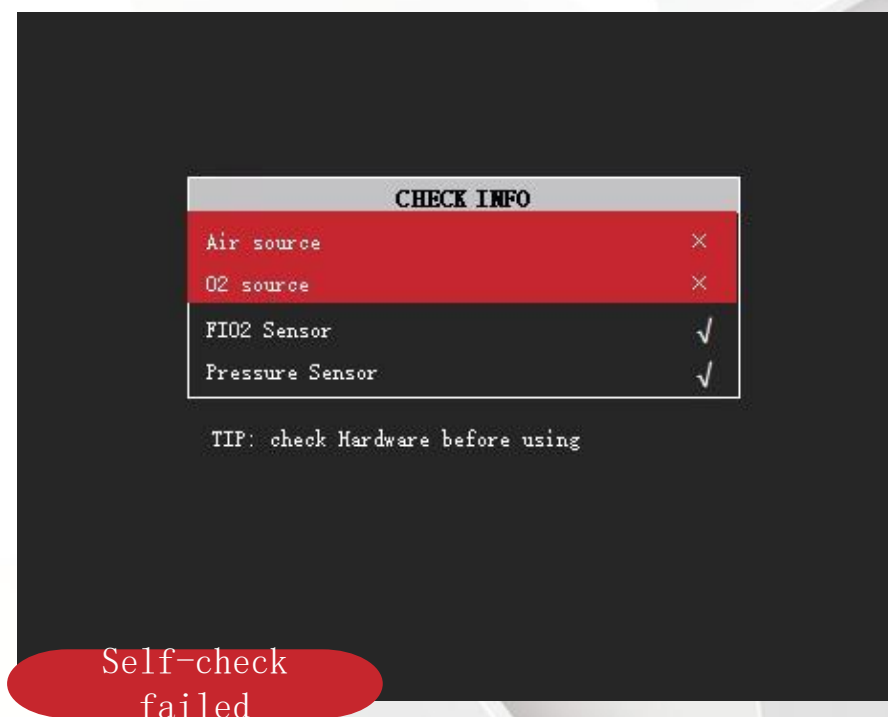 CHECK INFO
Air source ×
O2 source ×
FIO2 Sensor √
Pressure Sensor √
TIP: check Hardware before using
Self-check
failed